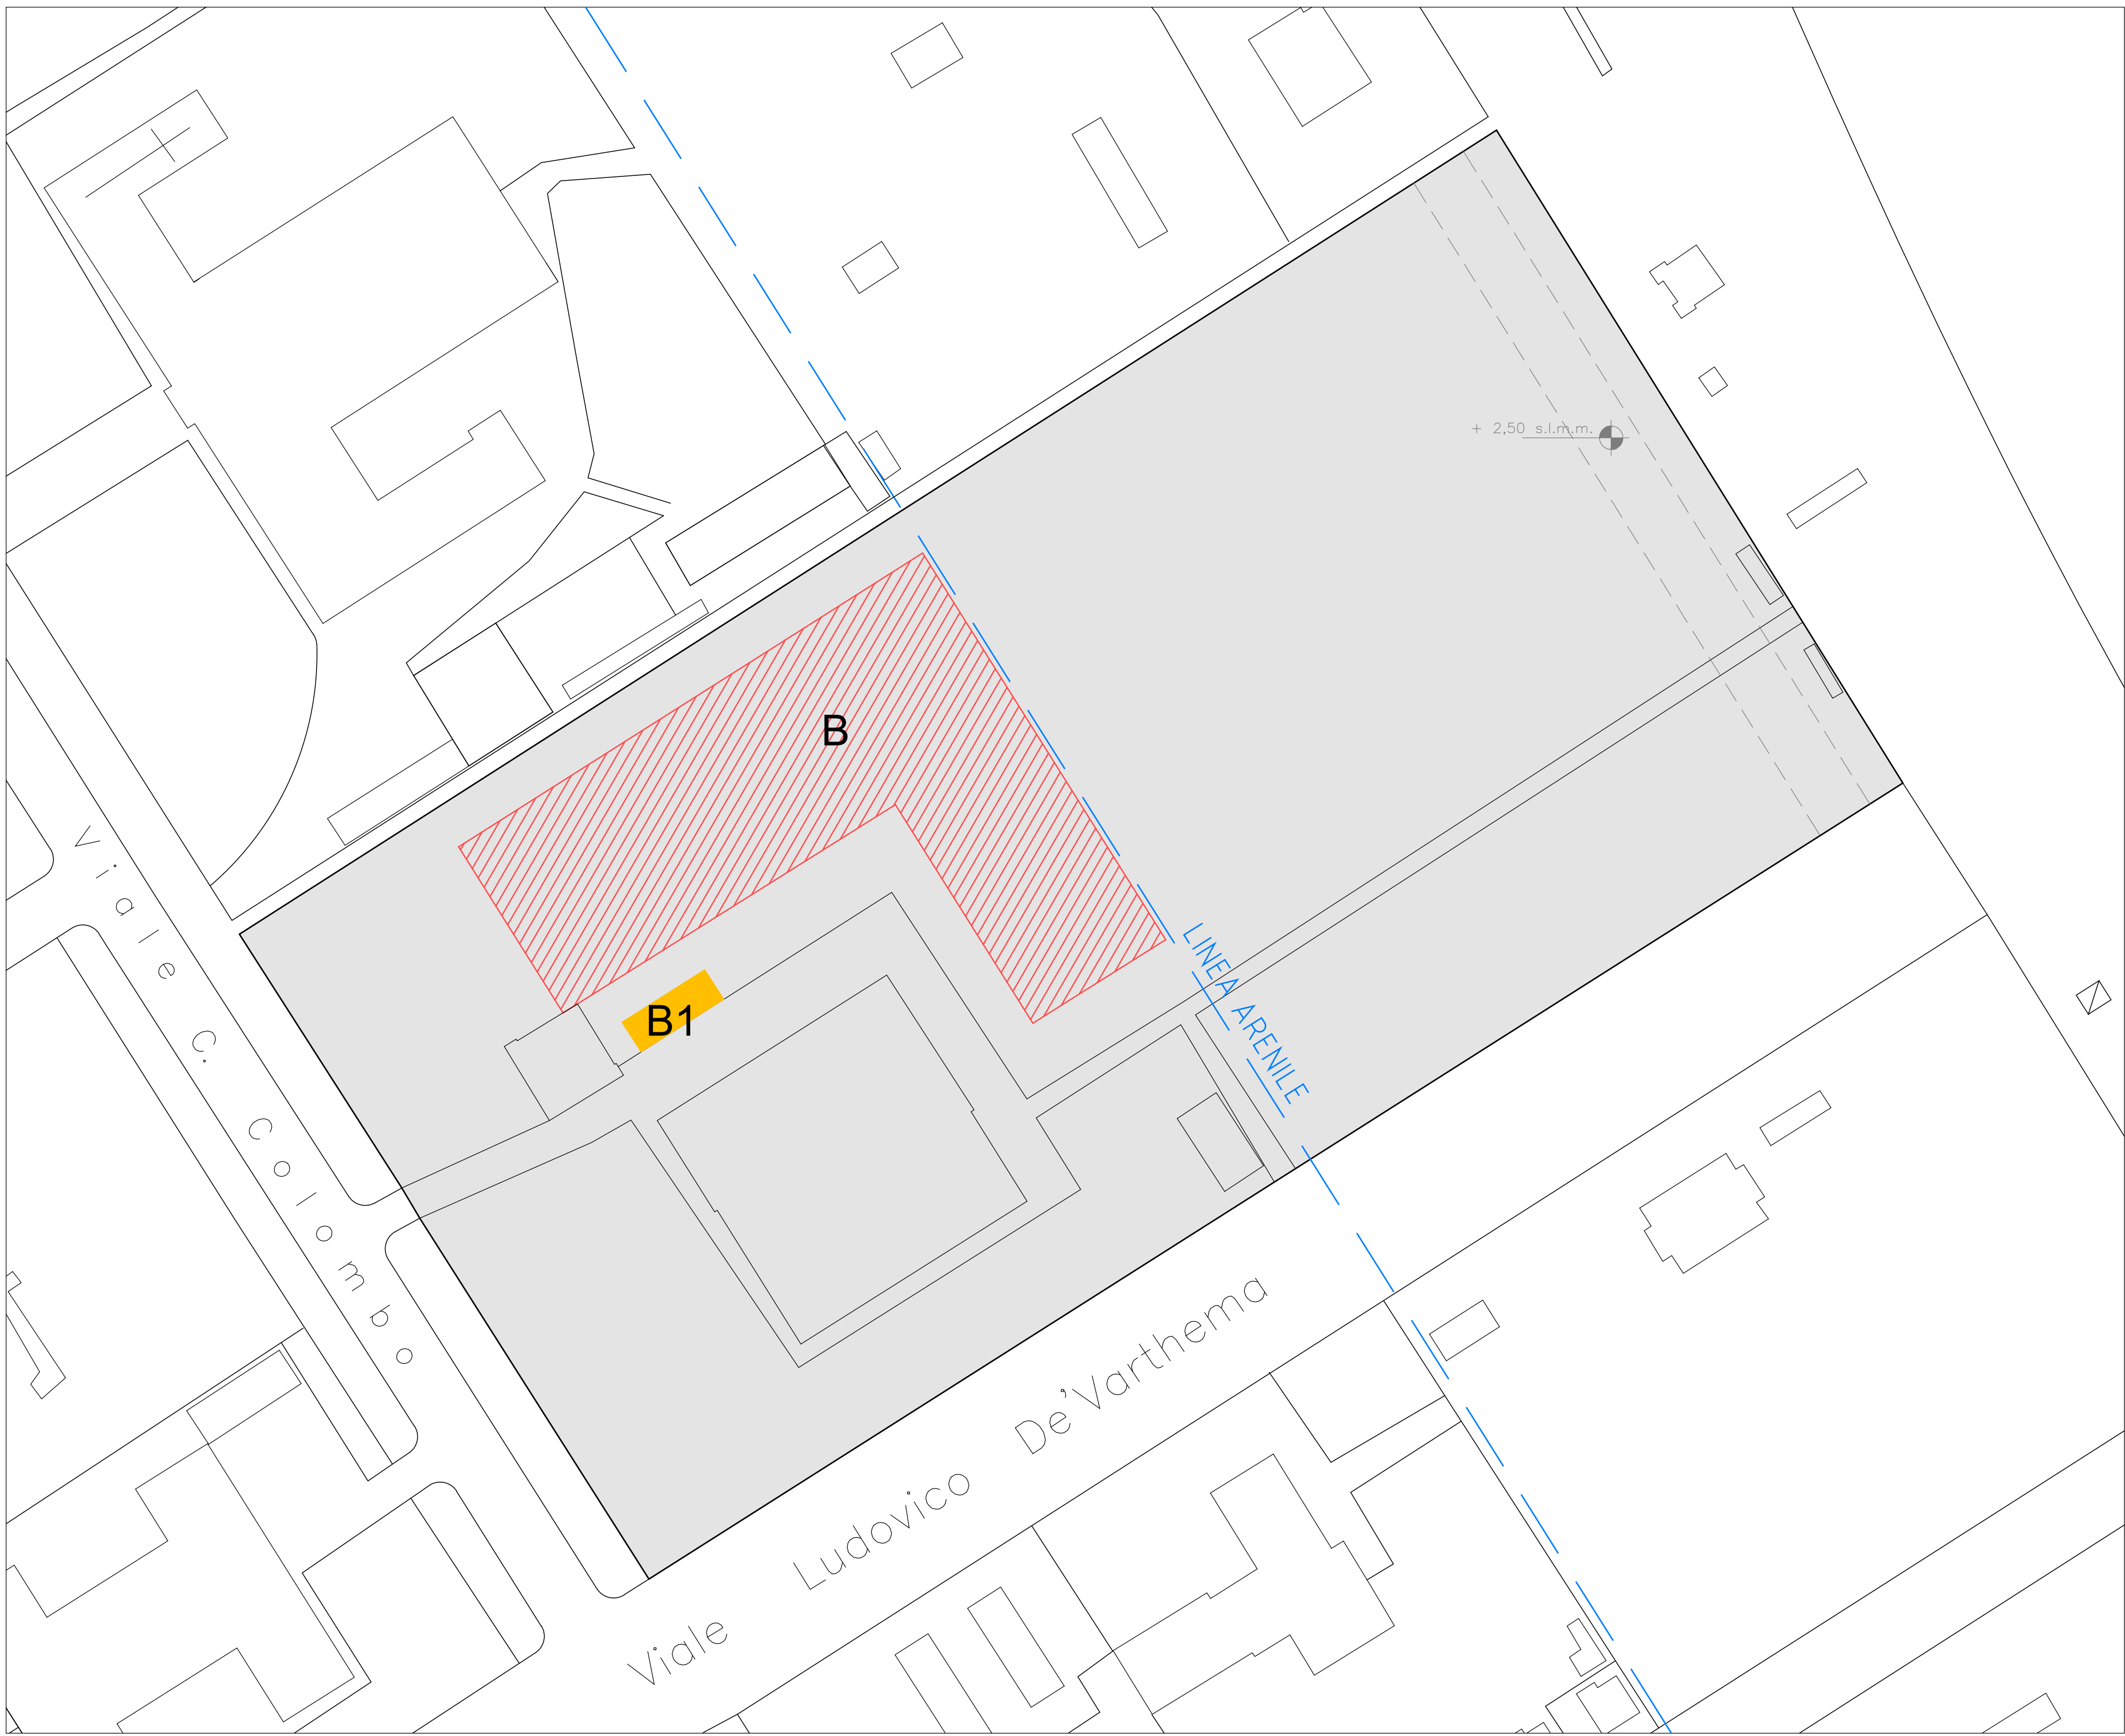 + 2,50 s.l.m.m.
B
B1
LINEA ARENILE
Viale C. Colombo
Viale Ludovico De'Varthema